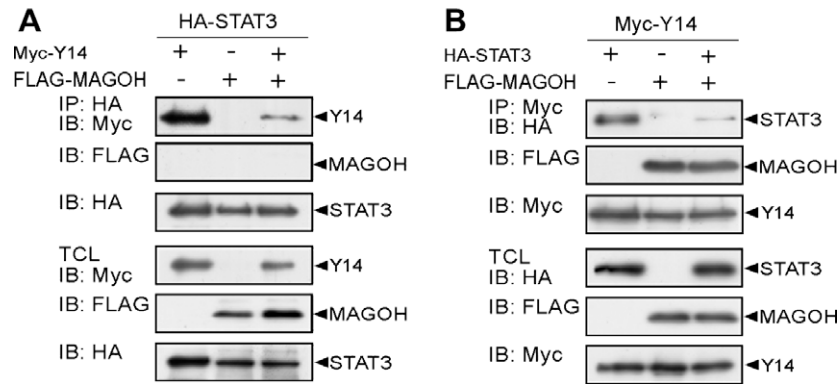 A
HA-STAT3
Myc-Y14 + - +
FLAG-MAGOH - + +
IP: HA
IB: Myc
Y14
IB: FLAG
MAGOH
IB: HA
STAT3
TCL
IB: Myc
Y14
IB: FLAG
MAGOH
IB: HA
STAT3
B
Myc-Y14
HA-STAT3 + - +
FLAG-MAGOH - + +
IP: Myc
IB: HA
STAT3
IB: FLAG
MAGOH
IB: Myc
Y14
TCL
IB: HA
STAT3
IB: FLAG
MAGOH
IB: Myc
Y14